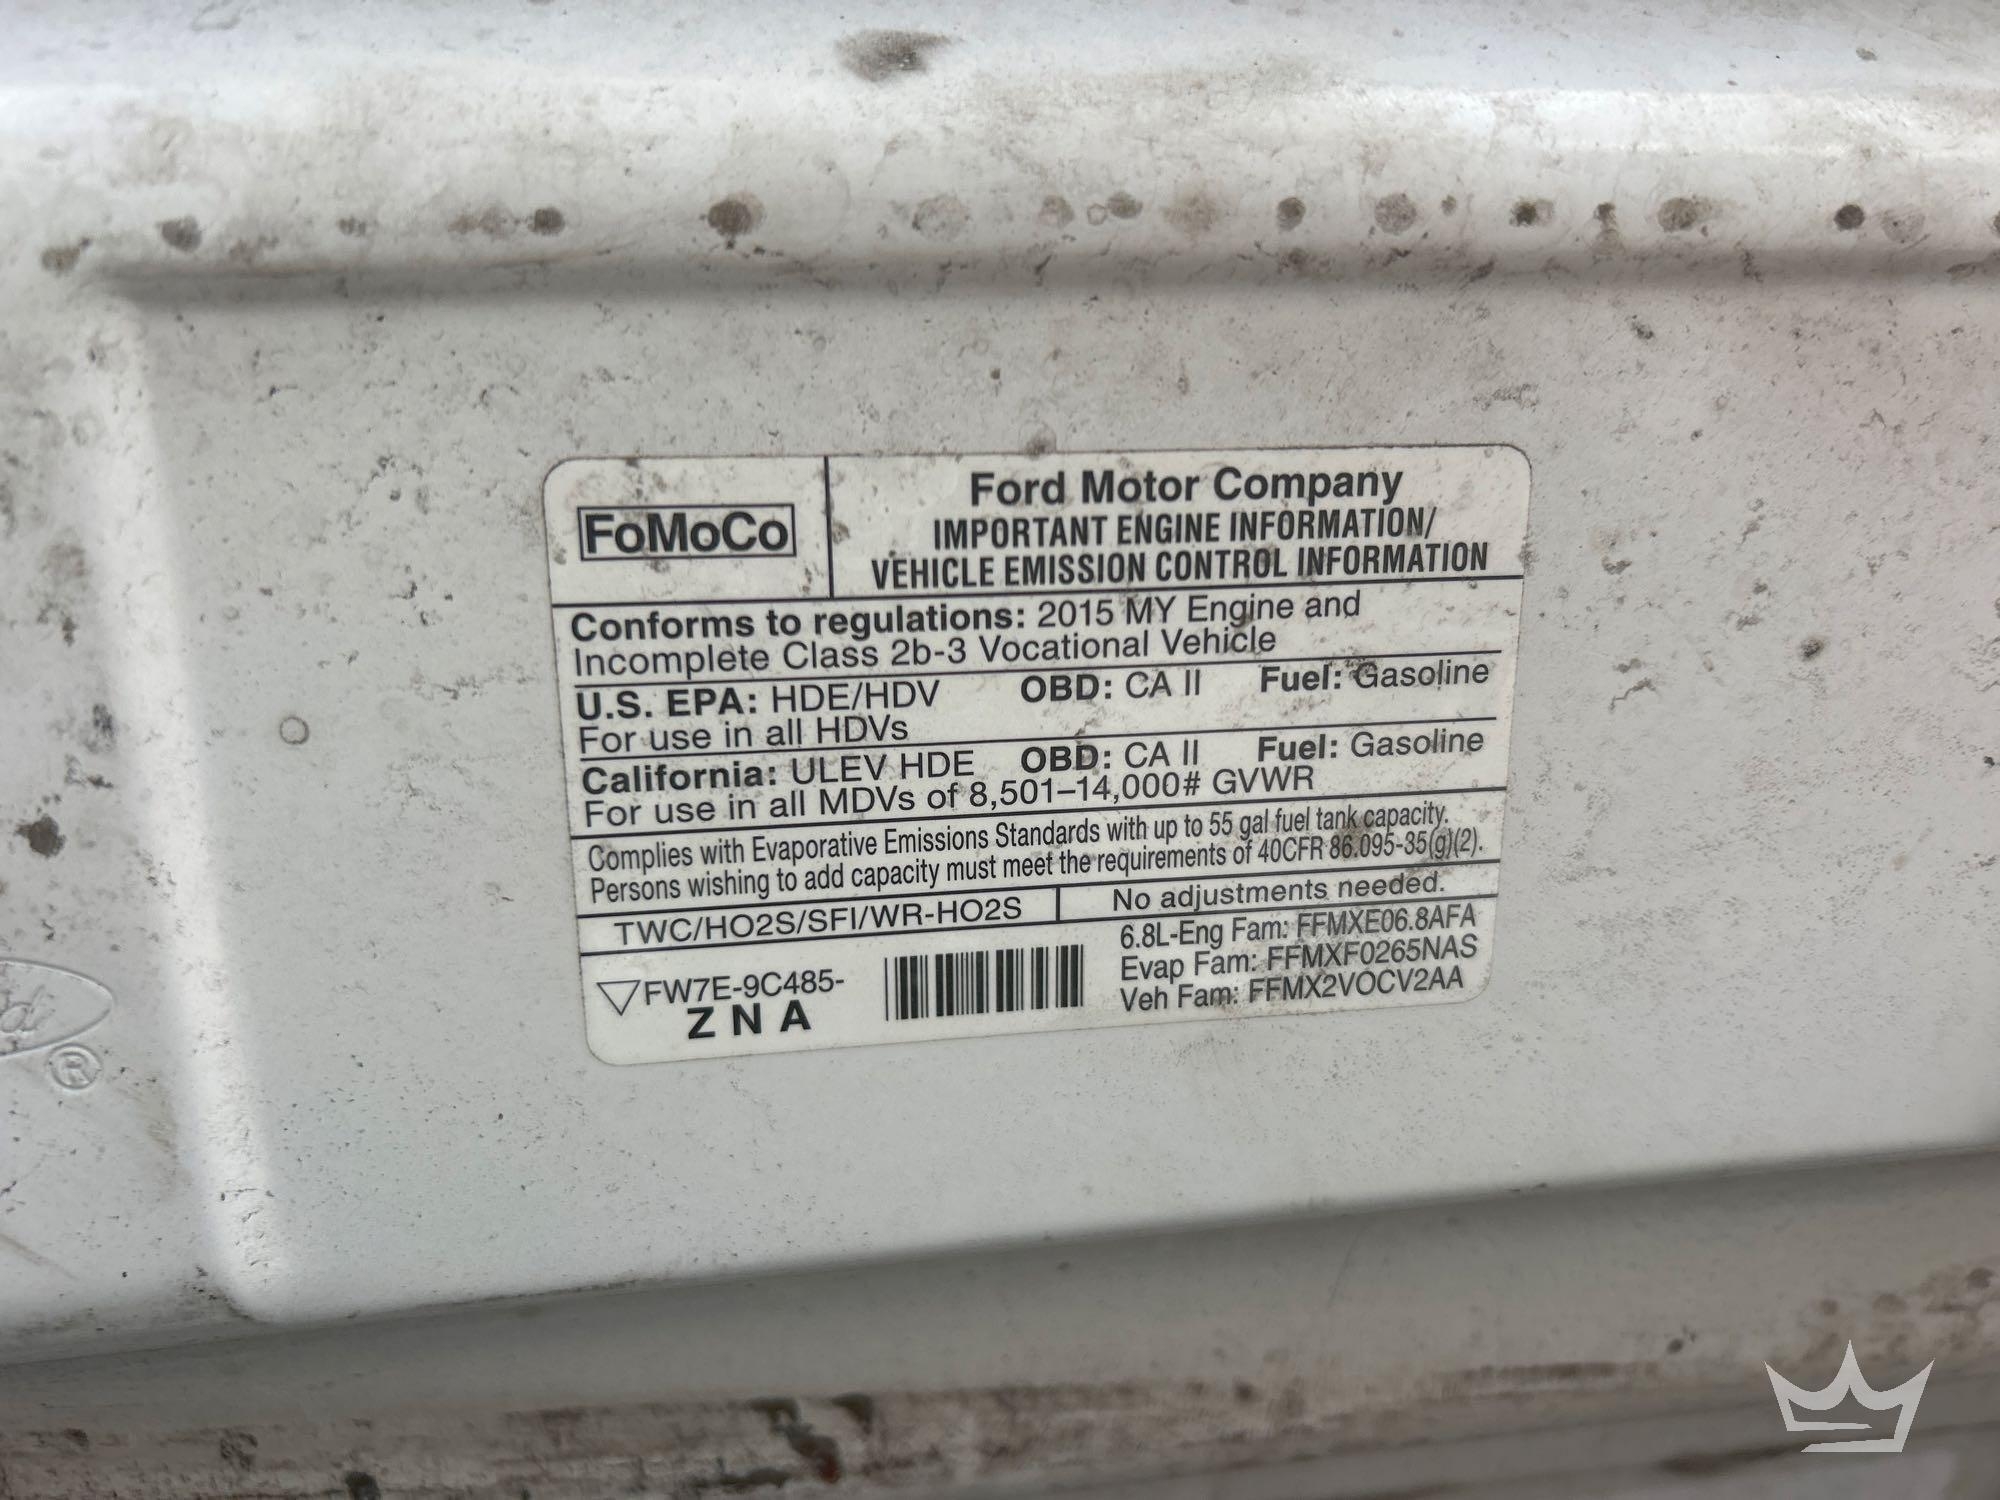 FoMoCo
Ford Motor Company
IMPORTANT ENGINE INFORMATION/
VEHICLE EMISSION CONTROL INFORMATION
Conforms to regulations: 2015 MY Engine and
Incomplete Class 2b-3 Vocational Vehicle
U.S. EPA: HDE/HDV OBD: CA II Fuel: Gasoline
For use in all HDVs
California: ULEV HDE OBD: CA II Fuel: Gasoline
For use in all MDVs of 8,501–14,000# GVWR
Complies with Evaporative Emissions Standards with up to 55 gal fuel tank capacity.
Persons wishing to add capacity must meet the requirements of 40CFR 86.095-35(g)(2).
TWC/HO2S/SFI/WR-HO2S
No adjustments needed.
FW7E-9C485-
Z N A
6.8L-Eng Fam: FFMXE06.8AFA
Evap Fam: FFMXF0265NAS
Veh Fam: FFMX2VOCV2AA
®